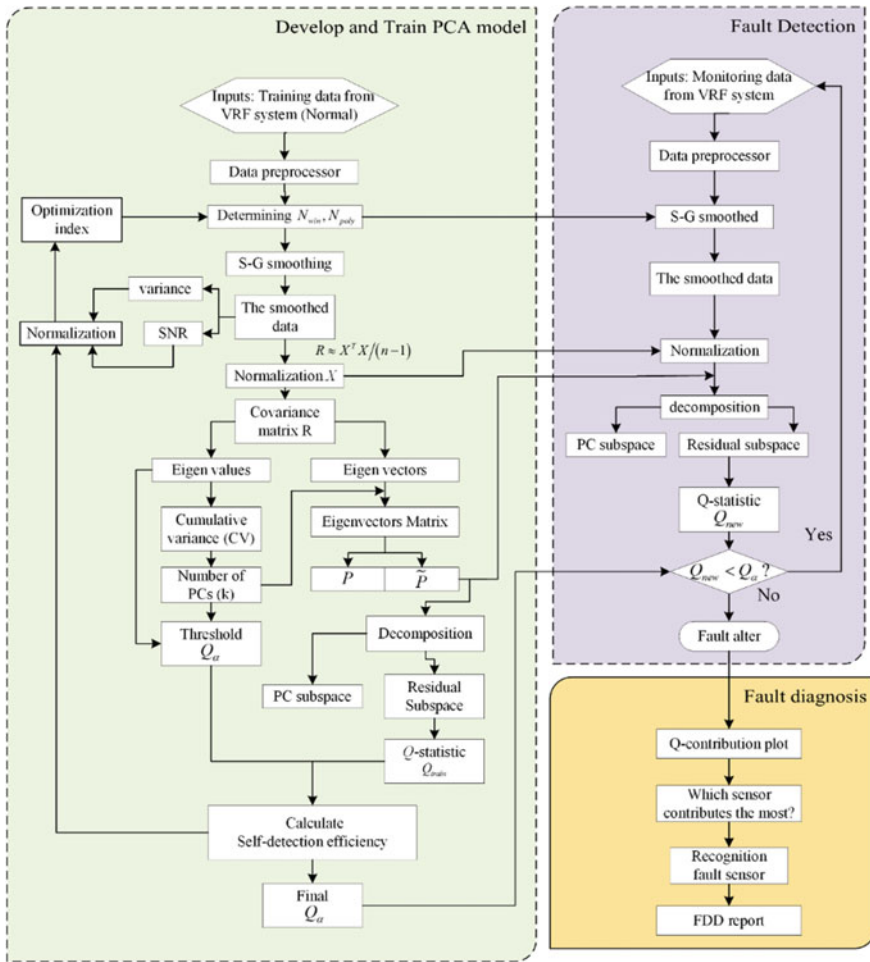 Develop and Train PCA model
Inputs: Training data from
VRF system (Normal)
Data preprocessor
Optimization
index
Determining N_win, N_poly
S-G smoothing
variance
The smoothed
data
Normalization
SNR
R ≈ X^T X/(n−1)
Normalization X
Covariance
matrix R
Eigen values
Eigen vectors
Cumulative
variance (CV)
Eigenvectors Matrix
Number of
PCs (k)
P
P̃
Threshold
Q_α
Decomposition
PC subspace
Residual
Subspace
Q-statistic
Q_train
Calculate
Self-detection efficiency
Final
Q_α
Fault Detection
Inputs: Monitoring data
from VRF system
Data preprocessor
S-G smoothed
The smoothed data
Normalization
decomposition
PC subspace
Residual subspace
Q-statistic
Q_new
Yes
Q_new < Q_α ?
No
Fault alter
Fault diagnosis
Q-contribution plot
Which sensor
contributes the most?
Recognition
fault sensor
FDD report